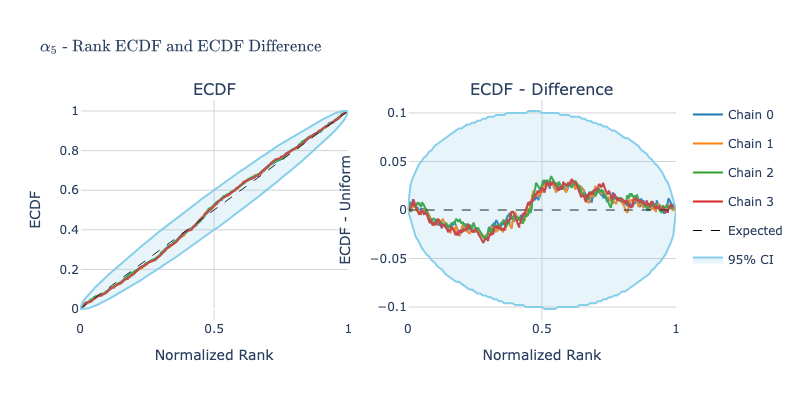 α₅ - Rank ECDF and ECDF Difference
ECDF
ECDF - Difference
ECDF
1
0.8
0.6
0.4
0.2
0
0
0.5
1
Normalized Rank
ECDF - Uniform
0.1
0.05
0
−0.05
−0.1
0
0.5
1
Normalized Rank
Chain 0
Chain 1
Chain 2
Chain 3
Expected
95% CI